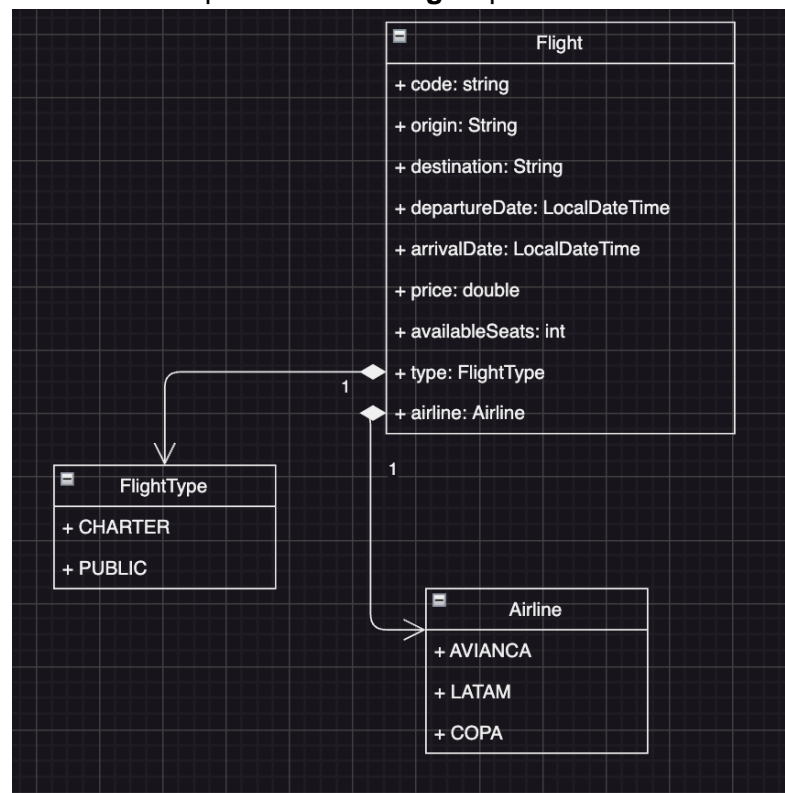 Flight
+ code: string
+ origin: String
+ destination: String
+ departureDate: LocalDateTime
+ arrivalDate: LocalDateTime
+ price: double
+ availableSeats: int
+ type: FlightType
1
+ airline: Airline
1
FlightType
+ CHARTER
+ PUBLIC
Airline
+ AVIANCA
+ LATAM
+ COPA